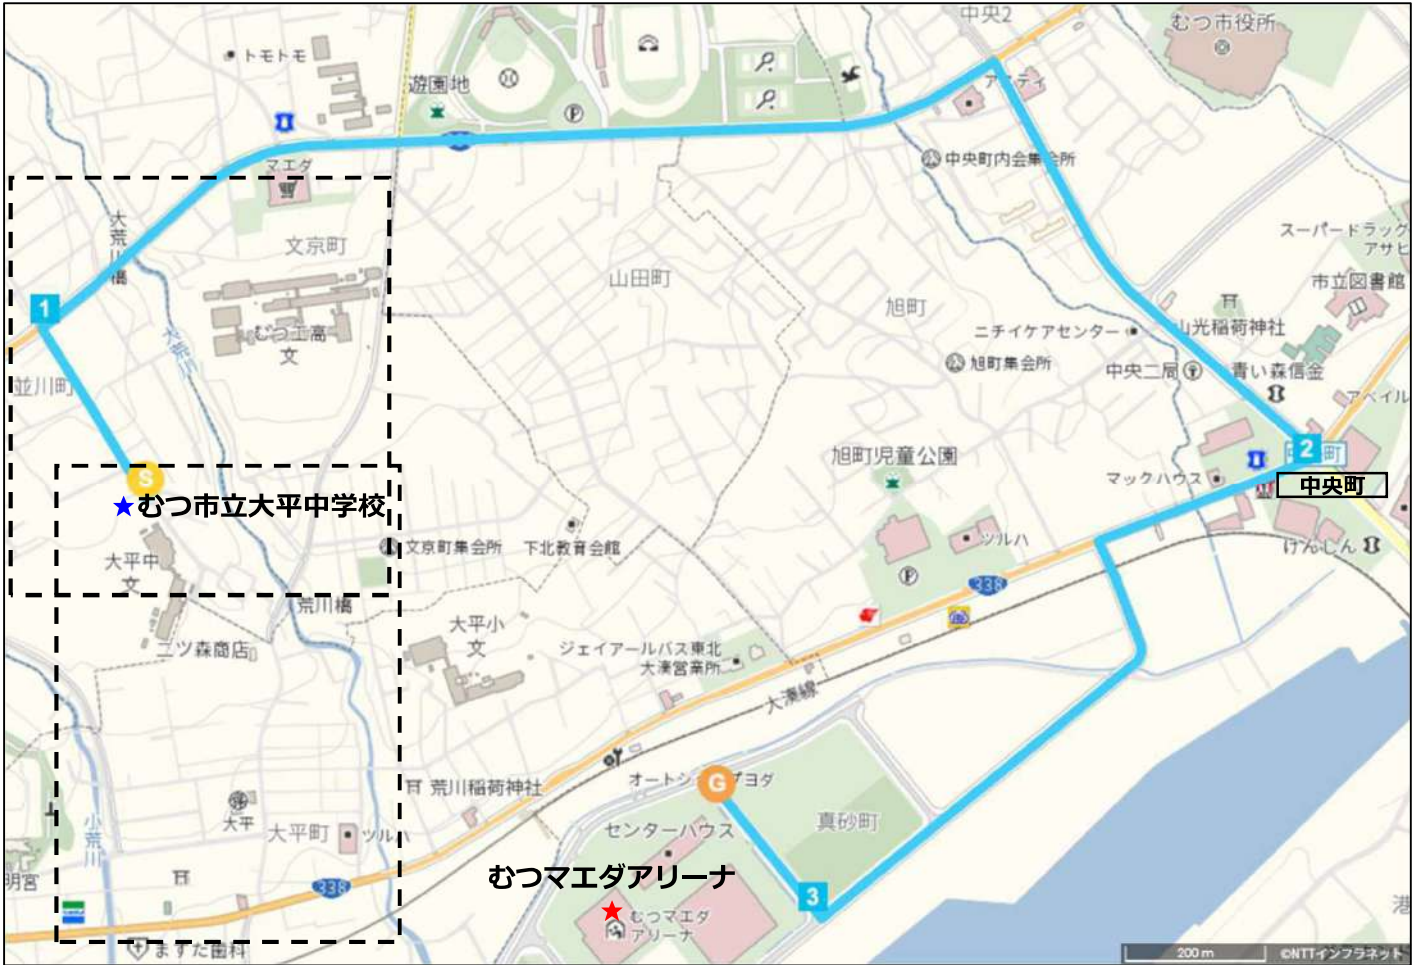 中央2
むつ市役所
トモトモ
遊園地
アスティ
マエダ
中央町内会集会所
大荒川橋
文京町
スーパードラッグ
アサヒ
山田町
市立図書館
1
旭町
むつ工高
文
大荒川
ニチイケアセンター
山光稲荷神社
旭町集会所
中央二局
青い森信金
並川町
アベイル
2
旭町児童公園
S
マックハウス
中央町
むつ市立大平中学校
文京町集会所
下北教育会館
ツルハ
けんしん
大平中
文
338
荒川橋
大平小
文
二ツ森商店
ジェイアールバス東北
大湊営業所
大湊線
G
荒川稲荷神社
真砂町
大平
大平町
ツルハ
センターハウス
小荒川
明宮
むつマエダアリーナ
3
338
むつマエダ
アリーナ
港
ますだ歯科
200 m
©NTTインフラネット